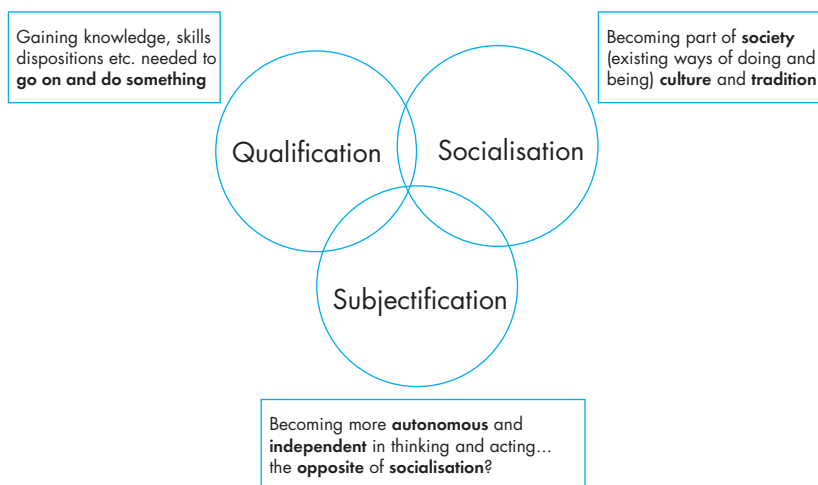 Gaining knowledge, skills
dispositions etc. needed to
go on and do something
Becoming part of society
(existing ways of doing and
being) culture and tradition
Qualification
Socialisation
Subjectification
Becoming more autonomous and
independent in thinking and acting...
the opposite of socialisation?